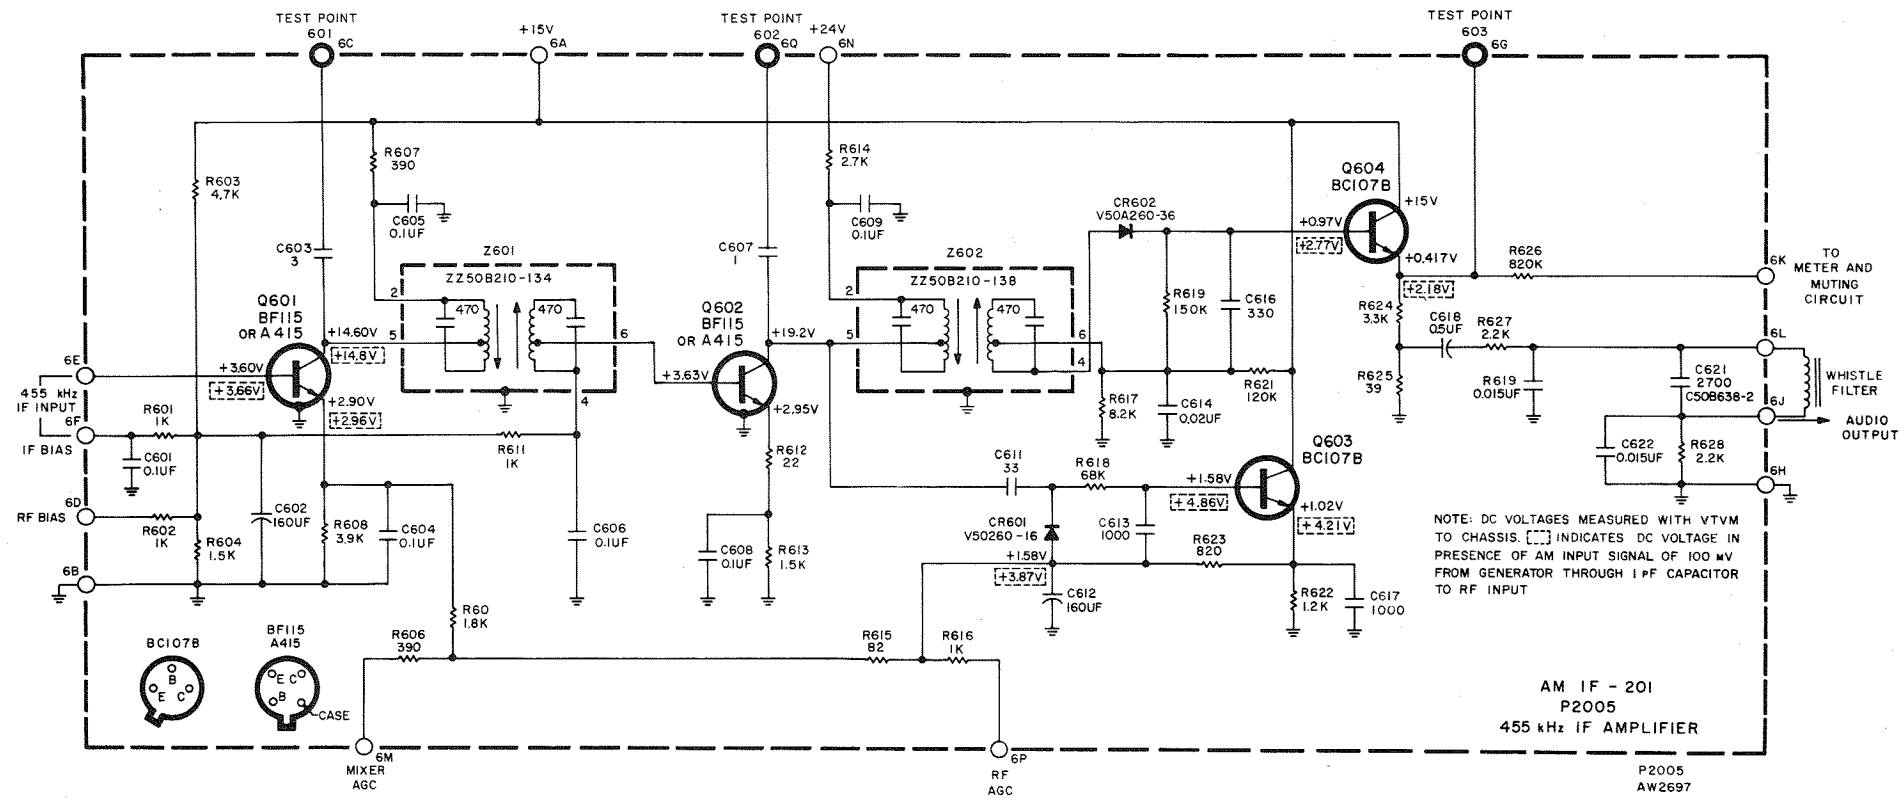 TEST POINT
601
6C
+15V
6A
TEST POINT
602
6Q
+24V
6N
TEST POINT
603
6G
R603
4.7K
R607
390
C605
0.1UF
C603
3
R614
2.7K
C609
0.1UF
C607
1
CR602
V50A260-36
Q604
BC107B
+15V
+0.97V
+2.77V
+0.417V
+2.18V
R626
820K
6K
TO
METER AND
MUTING
CIRCUIT
Z601
ZZ50B210-134
2
470
470
5
6
4
Z602
ZZ50B210-138
2
470
470
5
6
4
Q601
BF115
OR A415
+14.60V
+14.8V
+3.60V
+3.66V
+2.90V
+2.96V
Q602
BF115
OR A415
+19.2V
+3.63V
+2.95V
R619
150K
C616
330
R621
120K
R617
8.2K
C614
0.02UF
R624
3.3K
R625
39
C618
0.5UF
R627
2.2K
R619
0.015UF
C621
2700
C50B638-2
6L
WHISTLE
FILTER
6J
AUDIO
OUTPUT
C622
0.015UF
R628
2.2K
6H
6E
455 kHz
IF INPUT
6F
IF BIAS
R601
1K
C601
0.1UF
6D
RF BIAS
R602
1K
R604
1.5K
C602
160UF
R608
3.9K
C604
0.1UF
6B
R611
1K
C606
0.1UF
R612
22
C608
0.1UF
R613
1.5K
C611
33
R618
68K
Q603
BC107B
+1.58V
+4.86V
+1.02V
+4.21V
CR601
V50260-16
C613
1000
+1.58V
+3.87V
R623
820
C612
160UF
R622
1.2K
C617
1000
NOTE: DC VOLTAGES MEASURED WITH VTVM
TO CHASSIS. INDICATES DC VOLTAGE IN
PRESENCE OF AM INPUT SIGNAL OF 100 MV
FROM GENERATOR THROUGH 1 PF CAPACITOR
TO RF INPUT
R60
1.8K
R606
390
R615
82
R616
1K
BC107B
B
E
C
BF115
A415
E C
B
CASE
6M
MIXER
AGC
6P
RF
AGC
AM IF - 201
P2005
455 kHz IF AMPLIFIER
P2005
AW2697